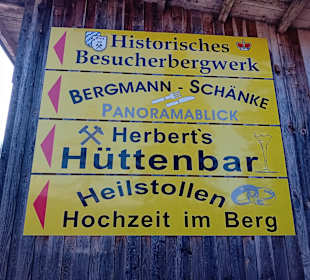 Historisches
Besucherbergwerk
BERGMANN - SCHÄNKE
PANORAMABLICK
Herbert`s
Hüttenbar
Heilstollen
Hochzeit im Berg